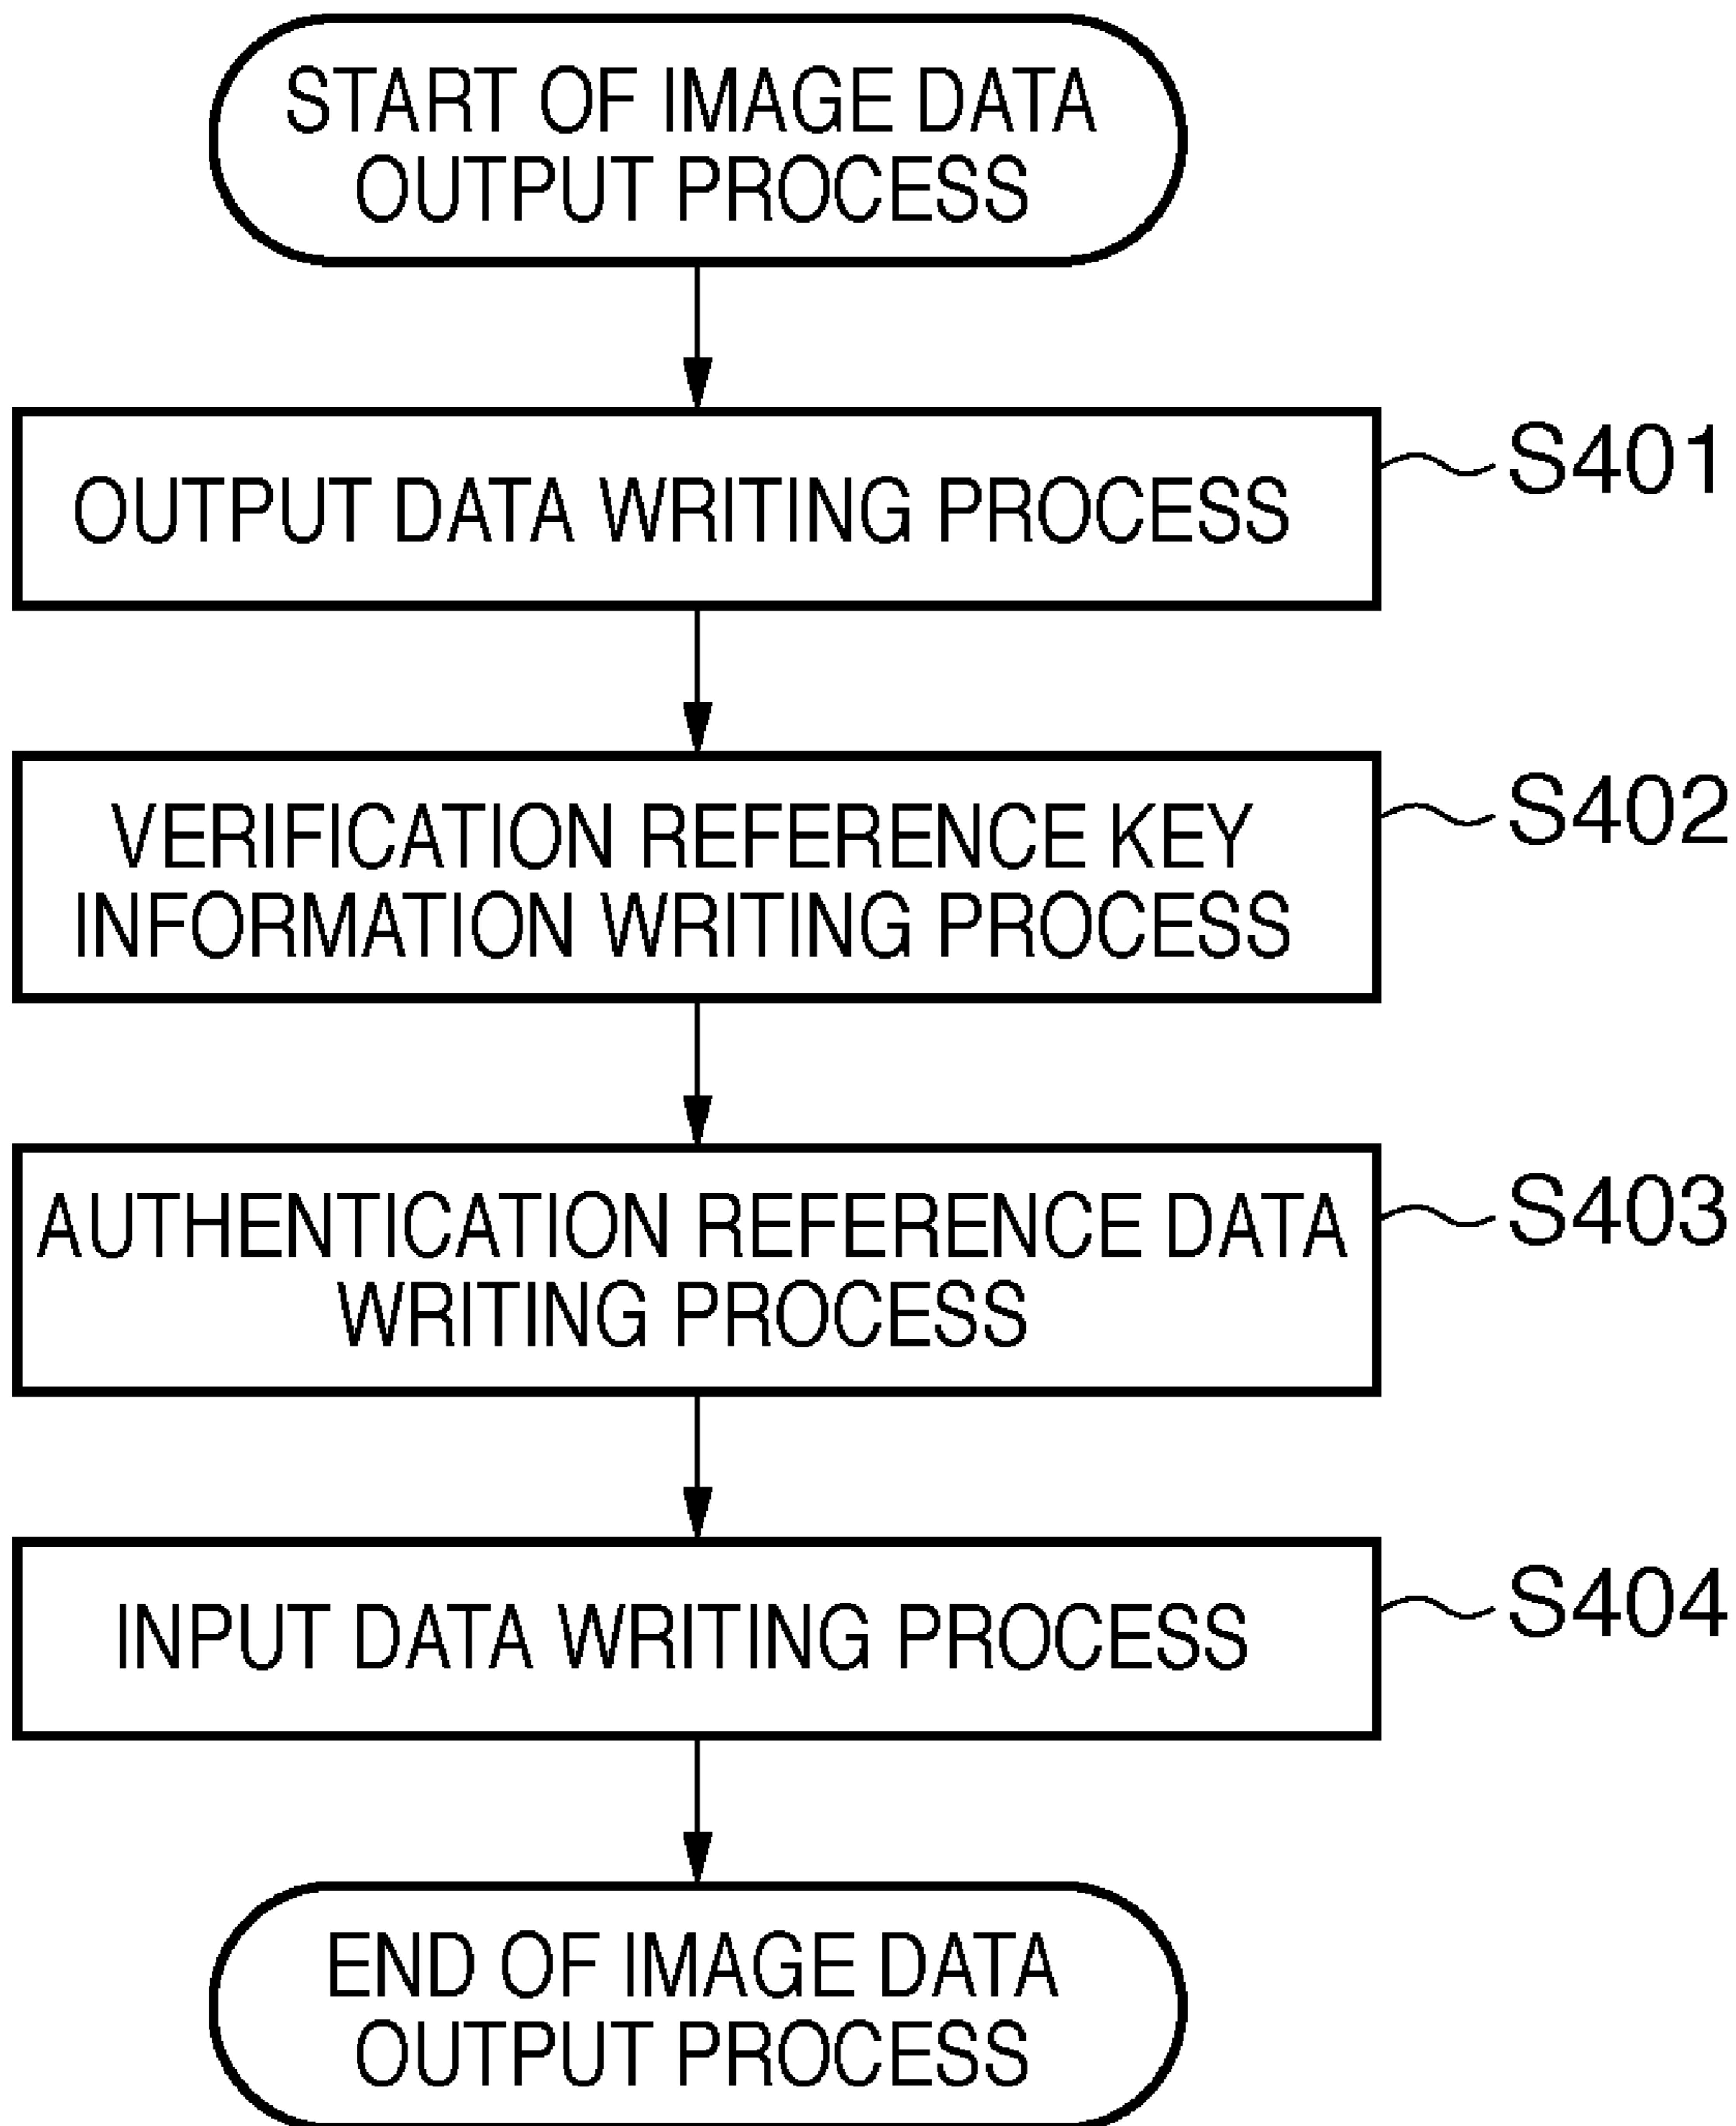 START OF IMAGE DATA
OUTPUT PROCESS
OUTPUT DATA WRITING PROCESS
S401
VERIFICATION REFERENCE KEY
INFORMATION WRITING PROCESS
S402
AUTHENTICATION REFERENCE DATA
WRITING PROCESS
S403
INPUT DATA WRITING PROCESS
S404
END OF IMAGE DATA
OUTPUT PROCESS